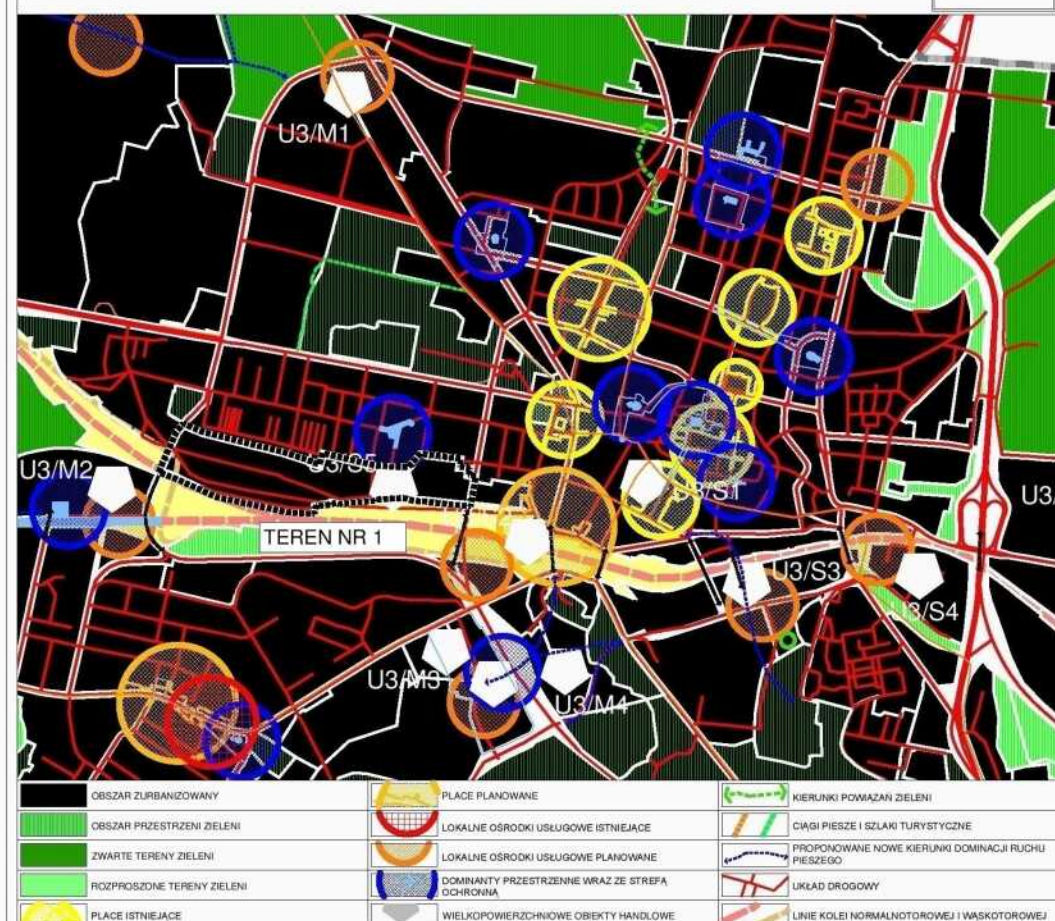 U3/M1
U3/M2
U3/S5
U3/S1
U3
TEREN NR 1
U3/S3
U3/S4
U3/M3
U3/M4
OBSZAR ZURBANIZOWANY
OBSZAR PRZESTRZENI ZIELENI
ZWARTE TERENY ZIELENI
ROZPROSZONE TERENY ZIELENI
PLACE ISTNIEJĄCE
PLACE PLANOWANE
LOKALNE OŚRODKI USŁUGOWE ISTNIEJĄCE
LOKALNE OŚRODKI USŁUGOWE PLANOWANE
DOMINANTY PRZESTRZENNE WRAZ ZE STREFĄ
OCHRONNĄ
WIELKOPOWIERZCHNIOWE OBIEKTY HANDLOWE
KIERUNKI POWIĄZAŃ ZIELENI
CIĄGI PIESZE I SZLAKI TURYSTYCZNE
PROPONOWANE NOWE KIERUNKI DOMINACJI RUCHU
PIESZEGO
UKŁAD DROGOWY
LINIE KOLEI NORMALNOTOROWEJ I WĄSKOTOROWEJ